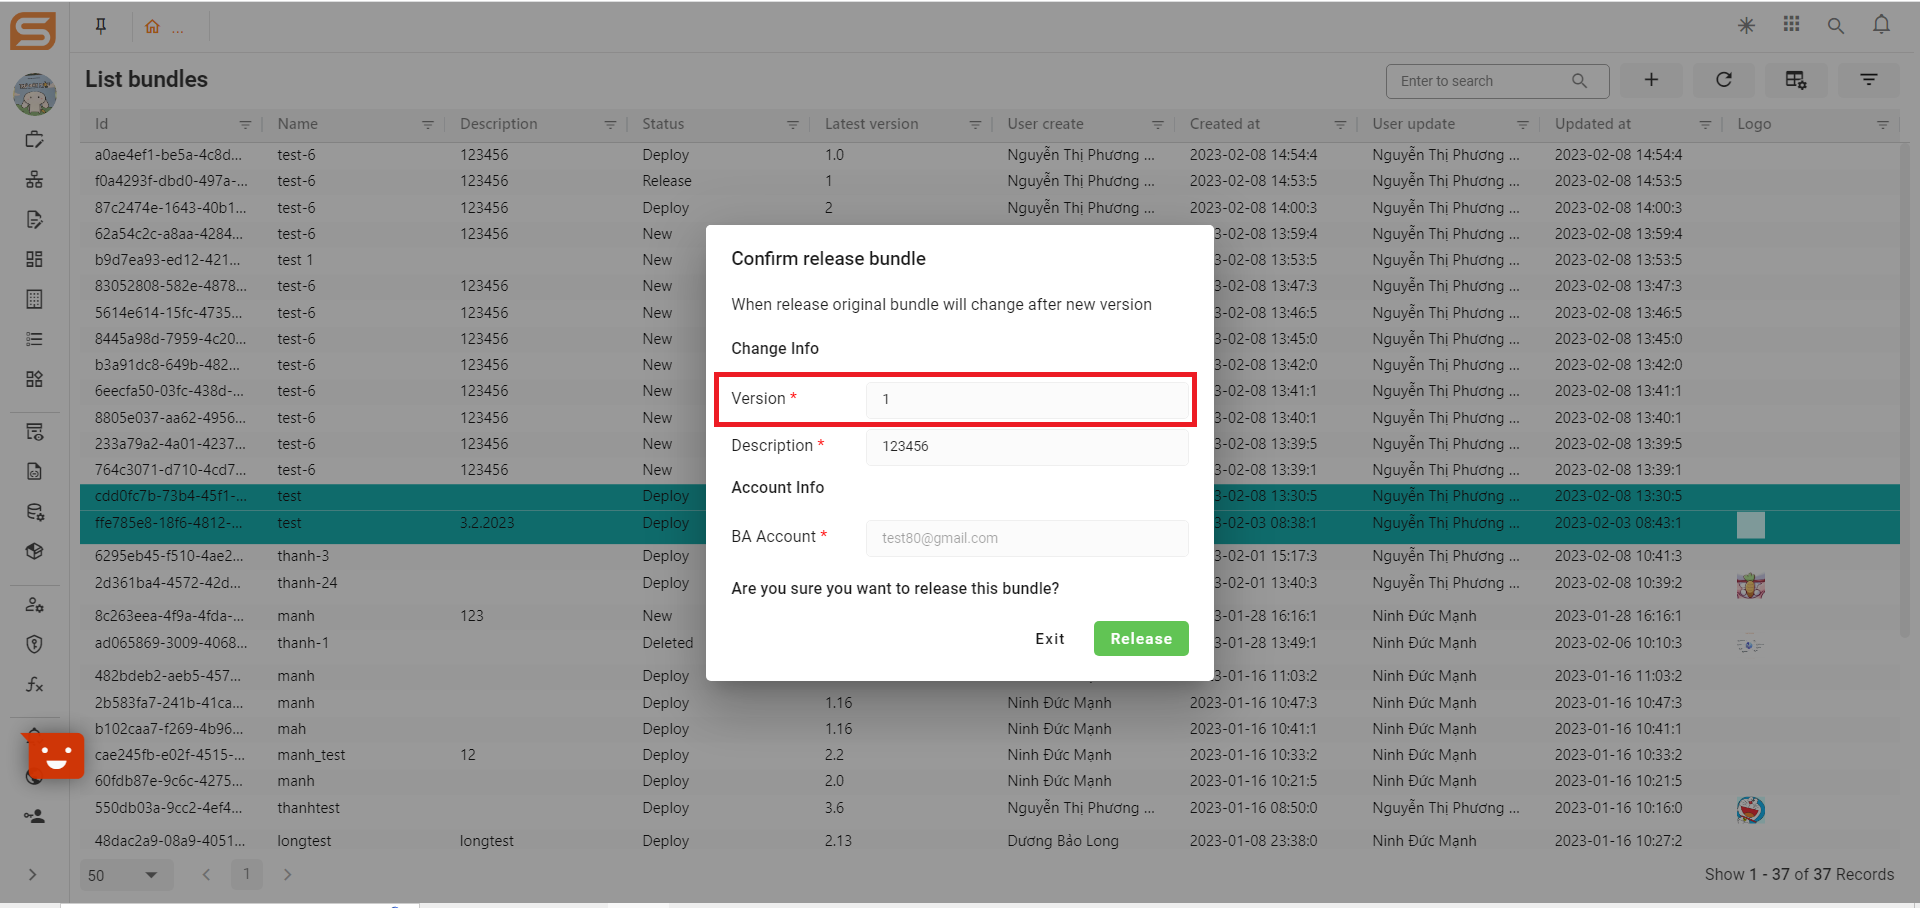 ...
List bundles
Enter to search
Id Name Description Status Latest version User create Created at User update Updated at Logo
a0ae4ef1-be5a-4c8d... test-6 123456 Deploy 1.0 Nguyễn Thị Phương ... 2023-02-08 14:54:4 Nguyễn Thị Phương ... 2023-02-08 14:54:4
f0a4293f-dbd0-497a-... test-6 123456 Release 1 Nguyễn Thị Phương ... 2023-02-08 14:53:5 Nguyễn Thị Phương ... 2023-02-08 14:53:5
87c2474e-1643-40b1... test-6 123456 Deploy 2 Nguyễn Thị Phương ... 2023-02-08 14:00:3 Nguyễn Thị Phương ... 2023-02-08 14:00:3
62a54c2c-a8aa-4284... test-6 123456 New 3-02-08 13:59:4 Nguyễn Thị Phương ... 2023-02-08 13:59:4
b9d7ea93-ed12-421... test 1 New 3-02-08 13:53:5 Nguyễn Thị Phương ... 2023-02-08 13:53:5
83052808-582e-4878... test-6 123456 New 3-02-08 13:47:3 Nguyễn Thị Phương ... 2023-02-08 13:47:3
5614e614-15fc-4735... test-6 123456 New 3-02-08 13:46:5 Nguyễn Thị Phương ... 2023-02-08 13:46:5
8445a98d-7959-4c20... test-6 123456 New 3-02-08 13:45:0 Nguyễn Thị Phương ... 2023-02-08 13:45:0
b3a91dc8-649b-482... test-6 123456 New 3-02-08 13:42:0 Nguyễn Thị Phương ... 2023-02-08 13:42:0
6eecfa50-03fc-438d-... test-6 123456 New 3-02-08 13:41:1 Nguyễn Thị Phương ... 2023-02-08 13:41:1
8805e037-aa62-4956... test-6 123456 New 3-02-08 13:40:1 Nguyễn Thị Phương ... 2023-02-08 13:40:1
233a79a2-4a01-4237... test-6 123456 New 3-02-08 13:39:5 Nguyễn Thị Phương ... 2023-02-08 13:39:5
764c3071-d710-4cd7... test-6 123456 New 3-02-08 13:39:1 Nguyễn Thị Phương ... 2023-02-08 13:39:1
cdd0fc7b-73b4-45f1-... test Deploy 3-02-08 13:30:5 Nguyễn Thị Phương ... 2023-02-08 13:30:5
ffe785e8-18f6-4812-... test 3.2.2023 Deploy 3-02-03 08:38:1 Nguyễn Thị Phương ... 2023-02-03 08:43:1
6295eb45-f510-4ae2... thanh-3 Deploy 3-02-01 15:17:3 Nguyễn Thị Phương ... 2023-02-08 10:41:3
2d361ba4-4572-42d... thanh-24 Deploy 3-02-01 13:40:3 Nguyễn Thị Phương ... 2023-02-08 10:39:2
8c263eea-4f9a-4fda-... manh 123 New 3-01-28 16:16:1 Ninh Đức Mạnh 2023-01-28 16:16:1
ad065869-3009-4068... thanh-1 Deleted 3-01-28 13:49:1 Nguyễn Thị Phương ... 2023-02-06 10:10:3
482bdeb2-aeb5-457... manh Deploy 3-01-16 11:03:2 Ninh Đức Mạnh 2023-01-16 11:03:2
2b583fa7-241b-41ca... manh Deploy 1.16 Ninh Đức Mạnh 2023-01-16 10:47:3 Ninh Đức Mạnh 2023-01-16 10:47:3
b102caa7-f269-4b96... mah Deploy 1.16 Ninh Đức Mạnh 2023-01-16 10:41:1 Ninh Đức Mạnh 2023-01-16 10:41:1
cae245fb-e02f-4515-... manh_test 12 Deploy 2.2 Ninh Đức Mạnh 2023-01-16 10:33:2 Ninh Đức Mạnh 2023-01-16 10:33:2
60fdb87e-9c6c-4275... manh Deploy 2.0 Ninh Đức Mạnh 2023-01-16 10:21:5 Ninh Đức Mạnh 2023-01-16 10:21:5
550db03a-9cc2-4ef4... thanhtest Deploy 3.6 Nguyễn Thị Phương ... 2023-01-16 08:50:0 Nguyễn Thị Phương ... 2023-01-16 10:16:0
48dac2a9-08a9-4051... longtest longtest Deploy 2.13 Dương Bảo Long 2023-01-08 23:38:0 Ninh Đức Mạnh 2023-01-16 10:27:2
50 1 Show 1 - 37 of 37 Records
Confirm release bundle
When release original bundle will change after new version
Change Info
Version * 1
Description * 123456
Account Info
BA Account * test80@gmail.com
Are you sure you want to release this bundle?
Exit Release